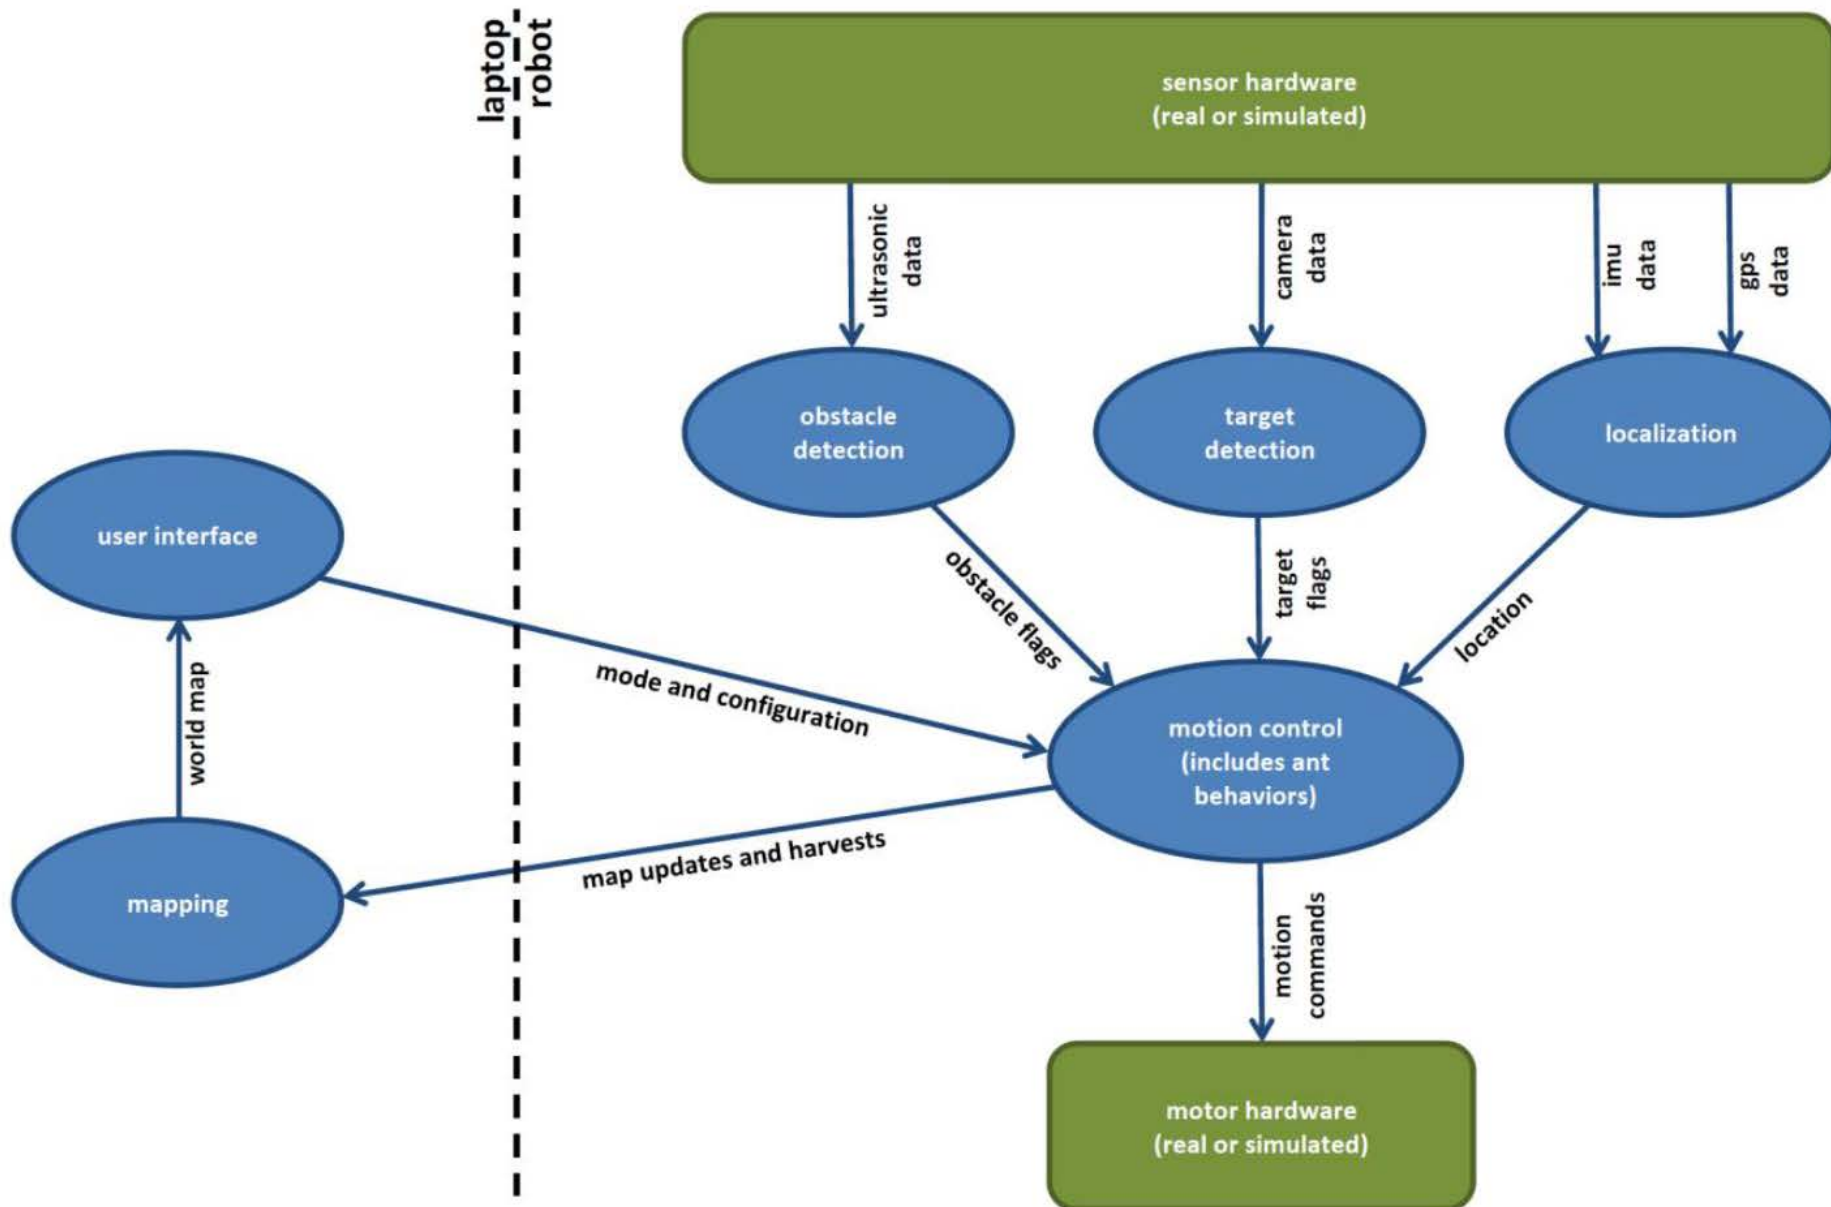 laptop
robot
sensor hardware
(real or simulated)
ultrasonic
data
camera
data
imu
data
gps
data
obstacle
detection
target
detection
localization
user interface
obstacle flags
target
flags
location
world map
mode and configuration
motion control
(includes ant
behaviors)
map updates and harvests
mapping
motion
commands
motor hardware
(real or simulated)